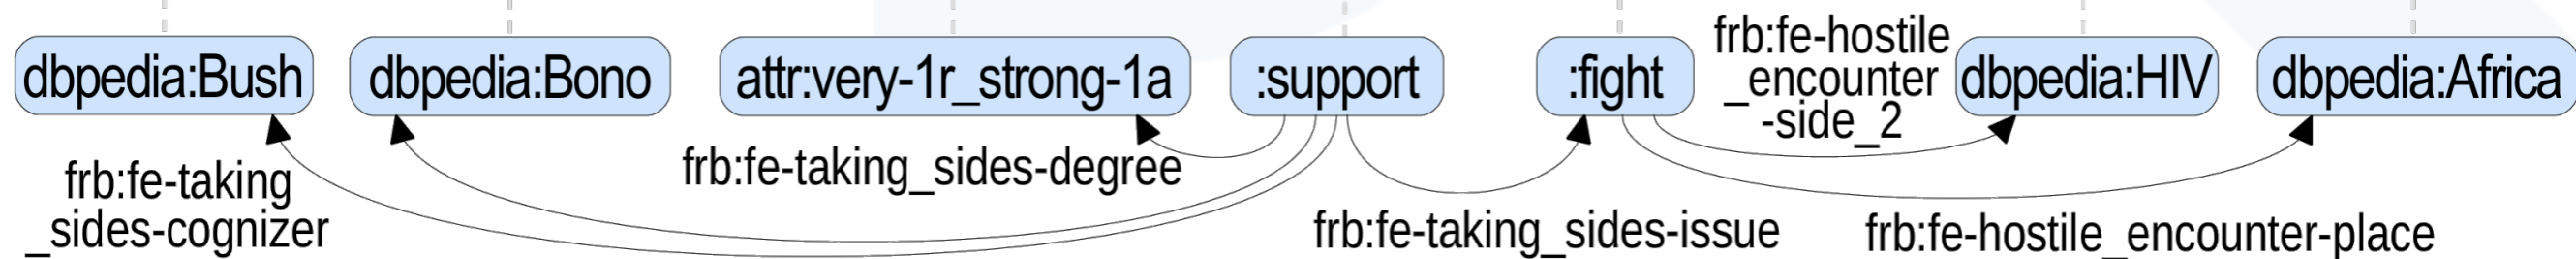 dbpedia:Bush
dbpedia:Bono
attr:very-1r_strong-1a
:support
:fight
frb:fe-hostile
_encounter
-side_2
dbpedia:HIV
dbpedia:Africa
frb:fe-taking
_sides-cognizer
frb:fe-taking_sides-degree
frb:fe-taking_sides-issue
frb:fe-hostile_encounter-place